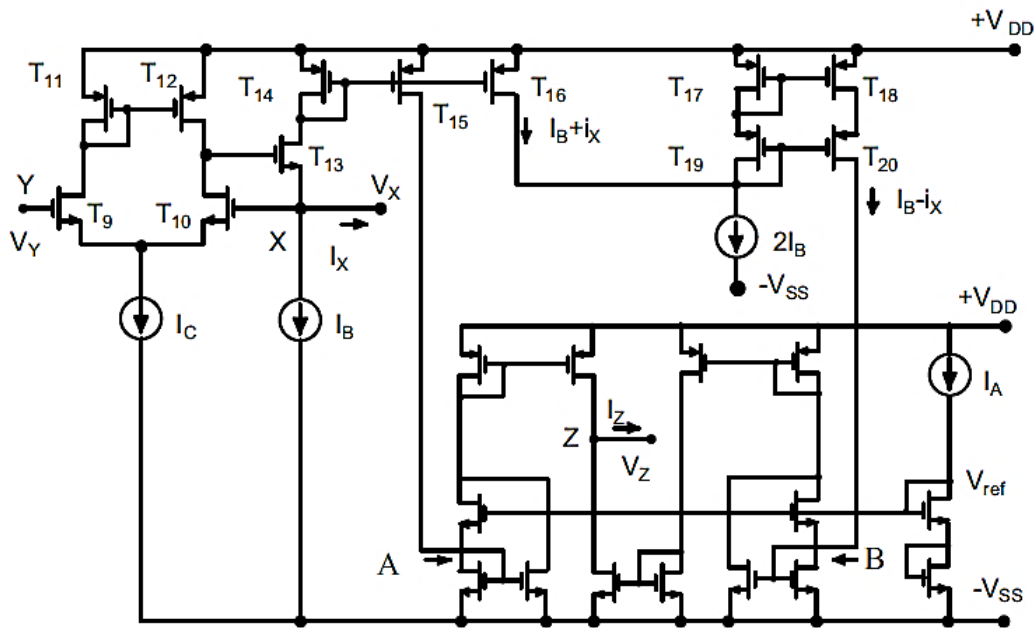 +V_DD
T_11
T_12
T_14
T_15
T_16
T_17
T_18
I_B+i_X
T_13
T_19
T_20
Y
V_Y
T_9
T_10
V_X
X
I_X
I_B-i_X
2I_B
-V_SS
I_C
I_B
+V_DD
I_A
I_Z
Z
V_Z
V_ref
A
B
-V_SS